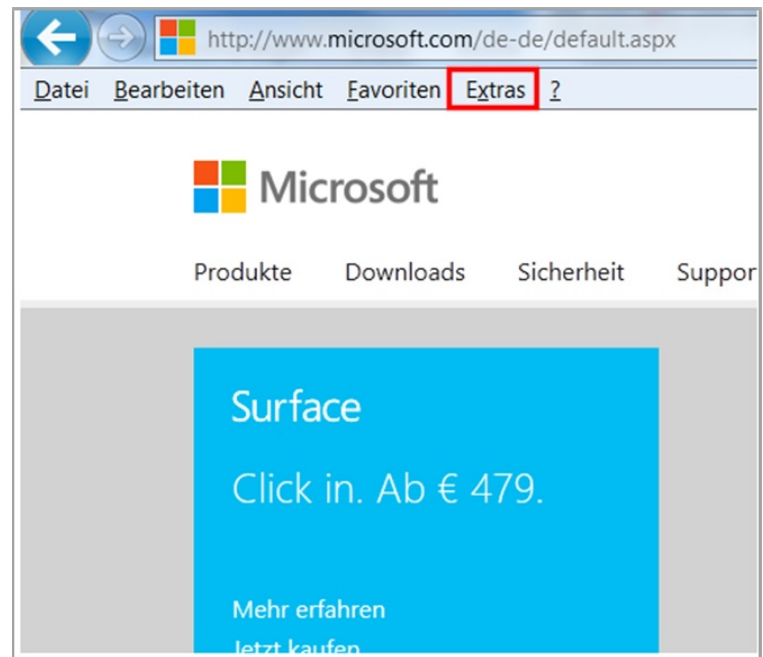 http://www.microsoft.com/de-de/default.aspx
Datei Bearbeiten Ansicht Favoriten Extras ?
Microsoft
Produkte Downloads Sicherheit Suppor
Surface
Click in. Ab € 479.
Mehr erfahren
Jetzt kaufen